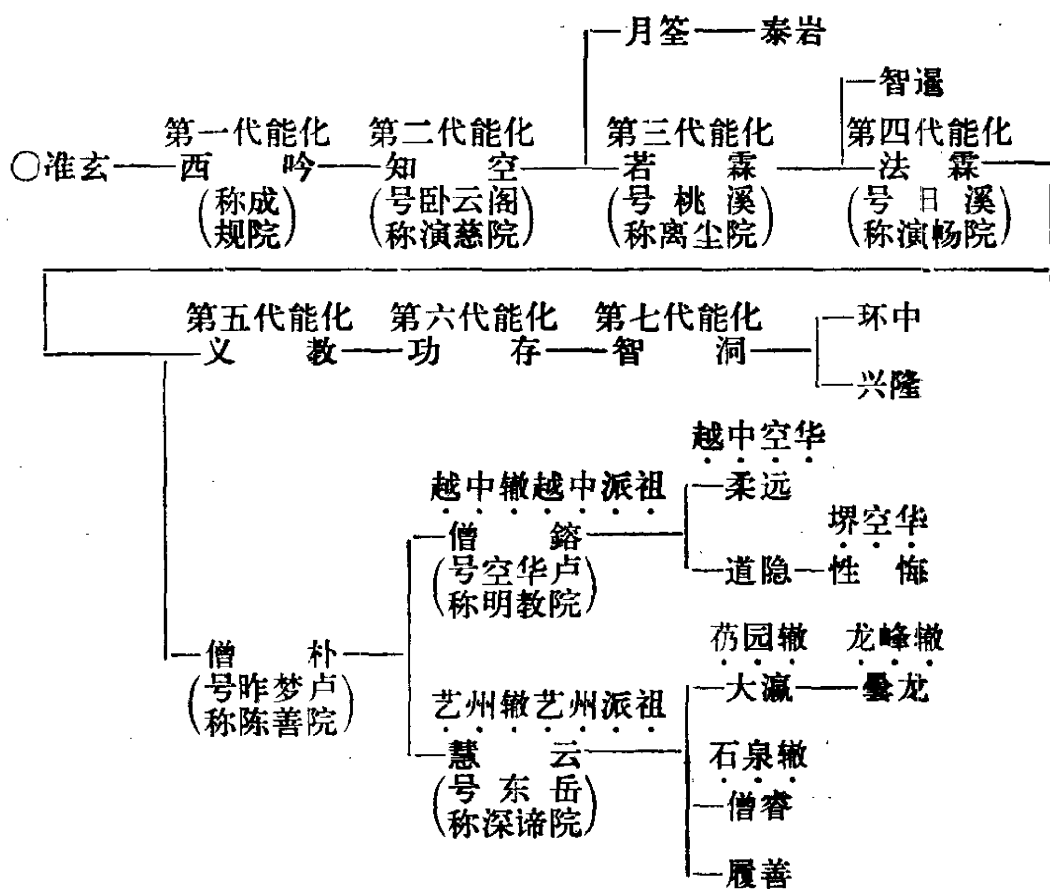 月筌 泰岩
智暹
第一代能化 第二代能化 第三代能化 第四代能化
○准玄 西吟 知空 若霖 法霖
(称成 (号卧云阁 (号桃溪 (号日溪
规院) 称演慈院) 称离尘院) 称演畅院)
第五代能化 第六代能化 第七代能化 环中
义教 功存 智洞
兴隆
越中空华
越中辙越中派祖 柔远
堺空华
僧鎔
(号空华卢 道隐 性悔
称明教院)
艿园辙 龙峰辙
僧朴
(号昨梦卢 大瀛 昙龙
称陈善院) 艺州辙艺州派祖
慧云 石泉辙
(号东岳 僧睿
称深谛院)
履善